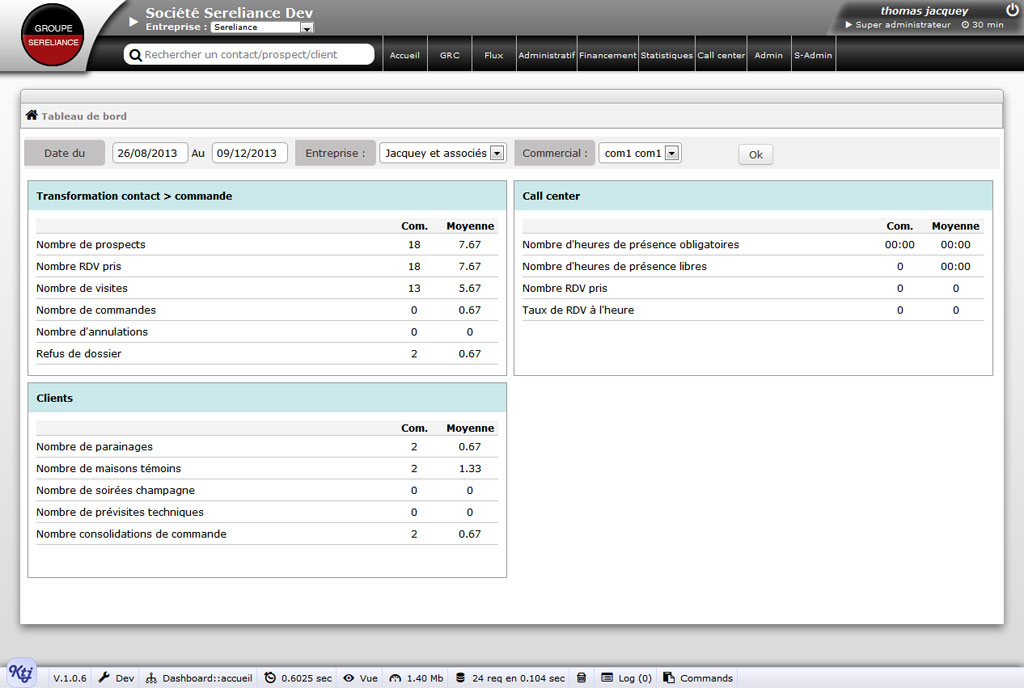 GROUPE
SERELIANCE
Société Sereliance Dev
Entreprise : Sereliance
thomas jacquey
Super administrateur 30 min
Rechercher un contact/prospect/client
Accueil GRC Flux Administratif Financement Statistiques Call center Admin S-Admin
Tableau de bord
Date du 26/08/2013 Au 09/12/2013 Entreprise : Jacquey et associés Commercial : com1 com1 Ok
Transformation contact > commande
Com. Moyenne
Nombre de prospects 18 7.67
Nombre RDV pris 18 7.67
Nombre de visites 13 5.67
Nombre de commandes 0 0.67
Nombre d'annulations 0 0
Refus de dossier 2 0.67
Call center
Com. Moyenne
Nombre d'heures de présence obligatoires 00:00 00:00
Nombre d'heures de présence libres 0 00:00
Nombre RDV pris 0 0
Taux de RDV à l'heure 0 0
Clients
Com. Moyenne
Nombre de parainages 2 0.67
Nombre de maisons témoins 2 1.33
Nombre de soirées champagne 0 0
Nombre de prévisites techniques 0 0
Nombre consolidations de commande 2 0.67
Ktj V.1.0.6 Dev Dashboard::accueil 0.6025 sec Vue 1.40 Mb 24 req en 0.104 sec Log (0) Commands